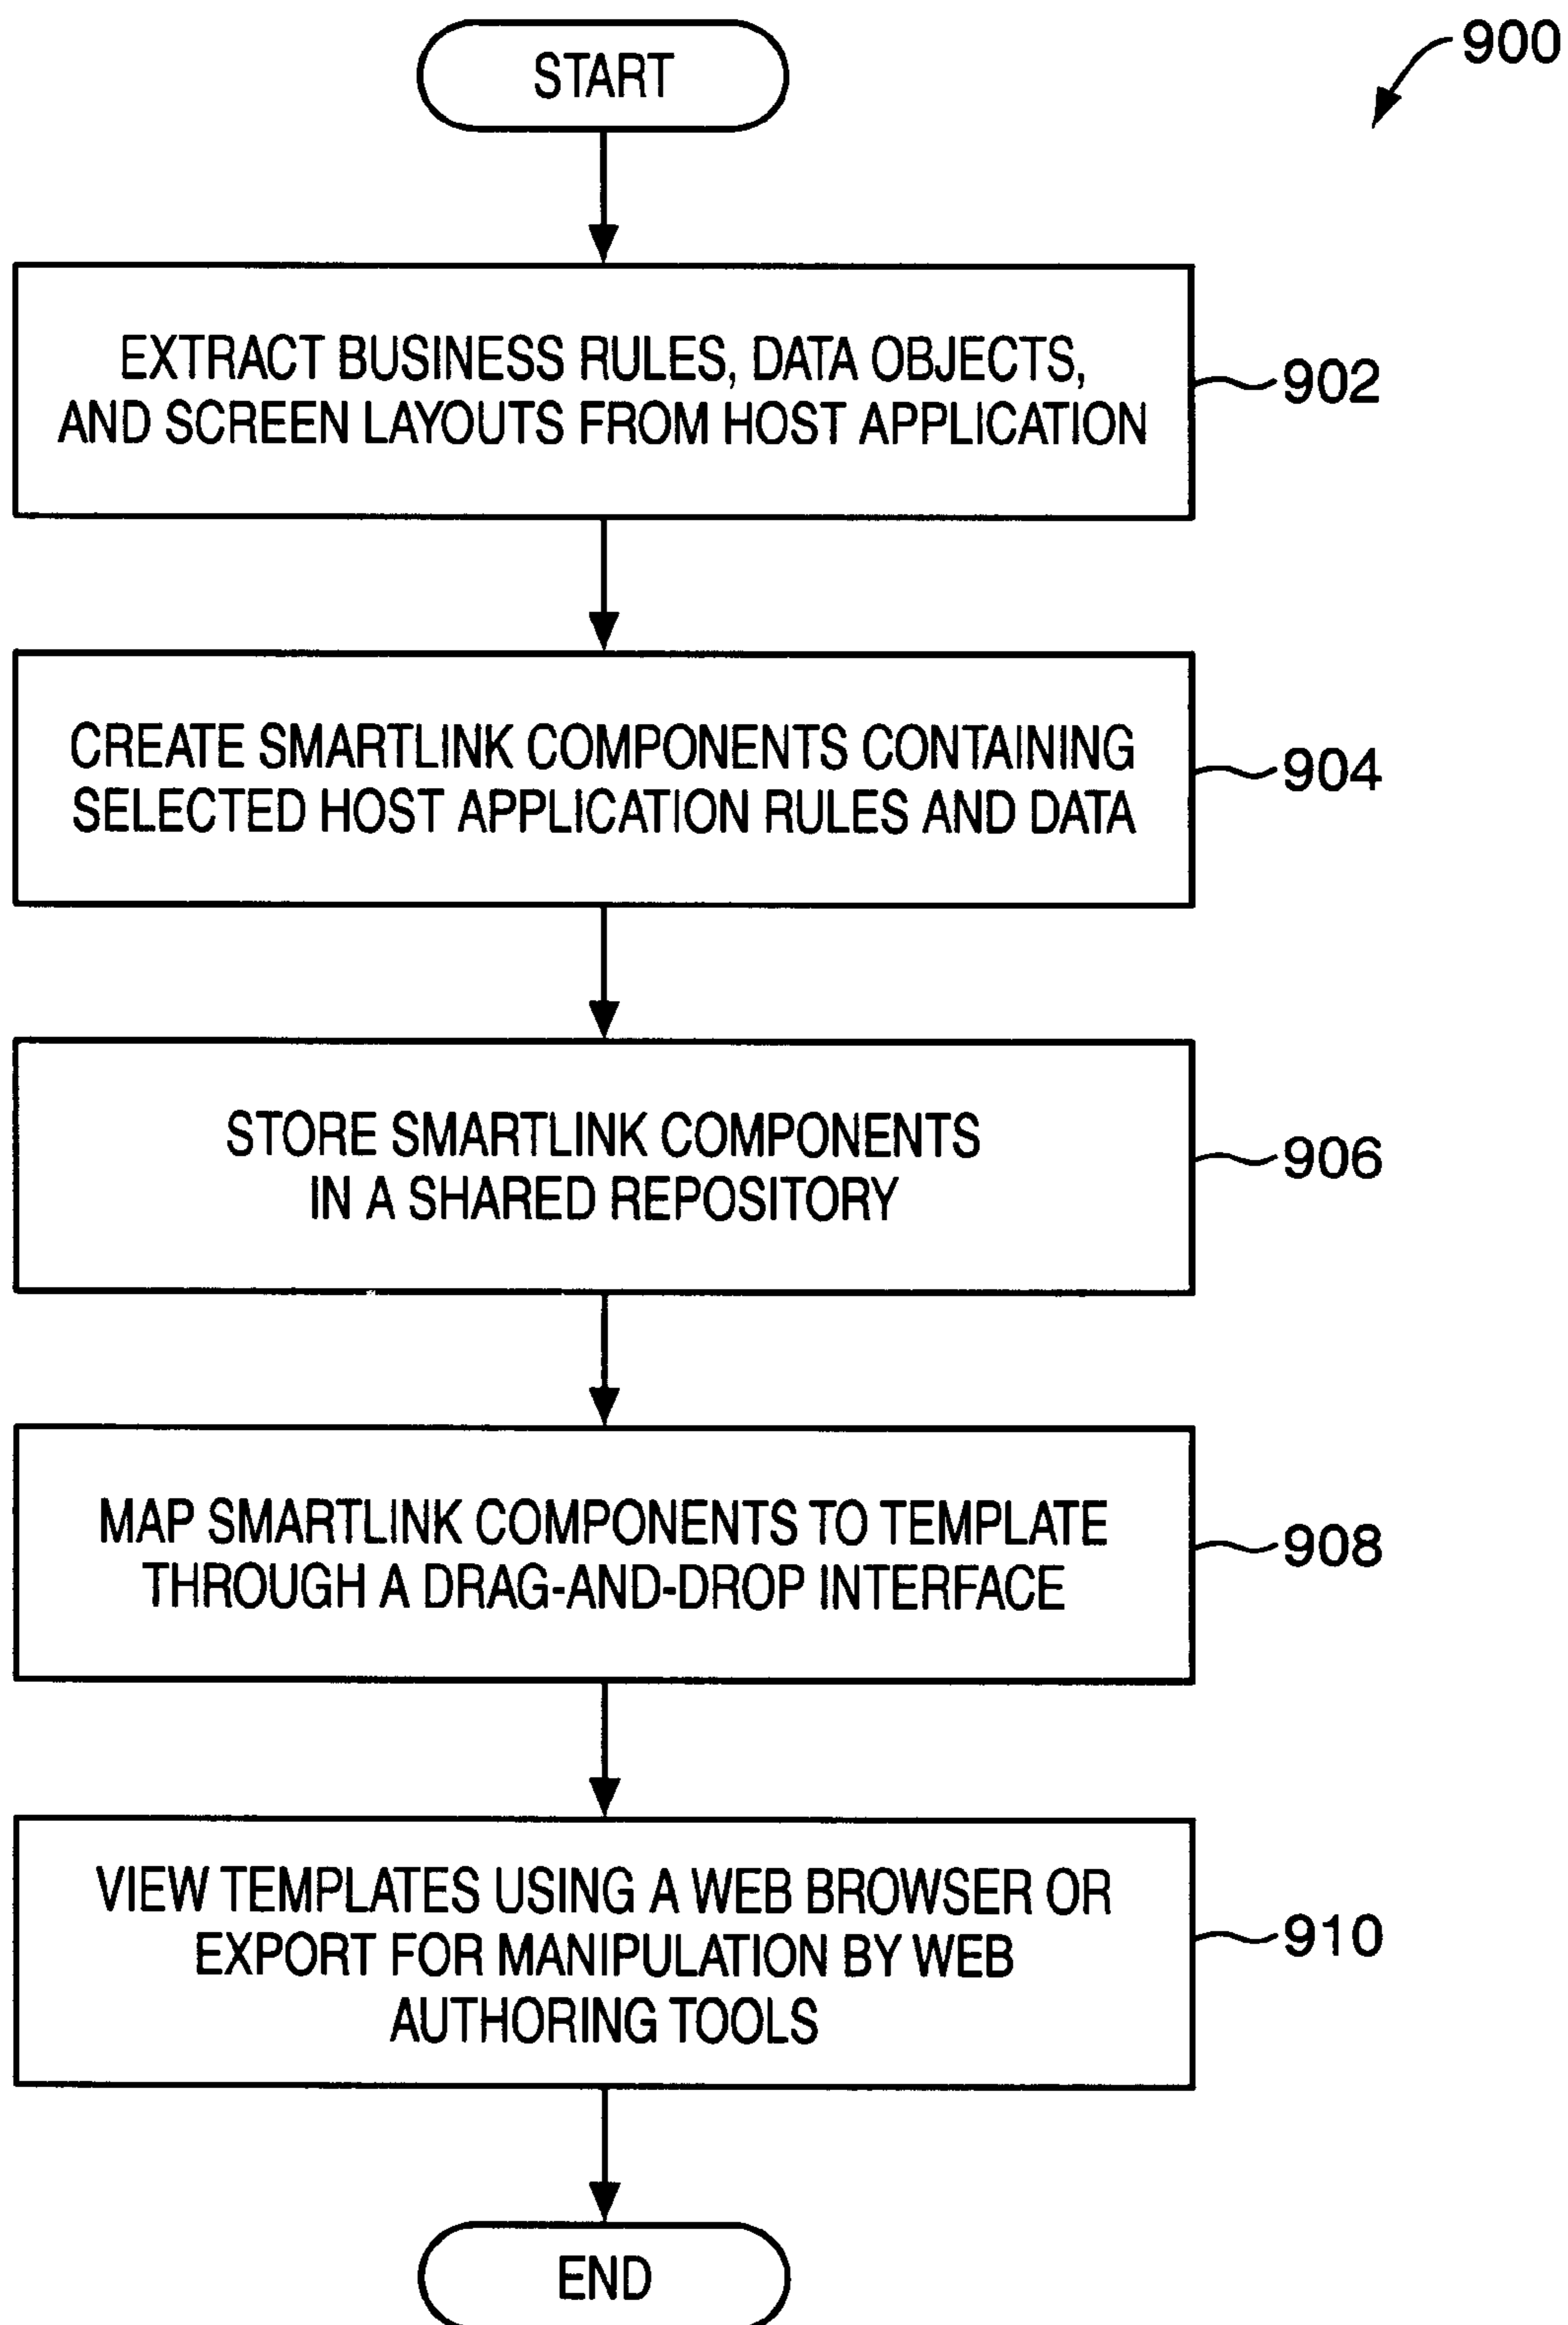 START
900
EXTRACT BUSINESS RULES, DATA OBJECTS,
AND SCREEN LAYOUTS FROM HOST APPLICATION
902
CREATE SMARTLINK COMPONENTS CONTAINING
SELECTED HOST APPLICATION RULES AND DATA
904
STORE SMARTLINK COMPONENTS
IN A SHARED REPOSITORY
906
MAP SMARTLINK COMPONENTS TO TEMPLATE
THROUGH A DRAG-AND-DROP INTERFACE
908
VIEW TEMPLATES USING A WEB BROWSER OR
EXPORT FOR MANIPULATION BY WEB
AUTHORING TOOLS
910
END